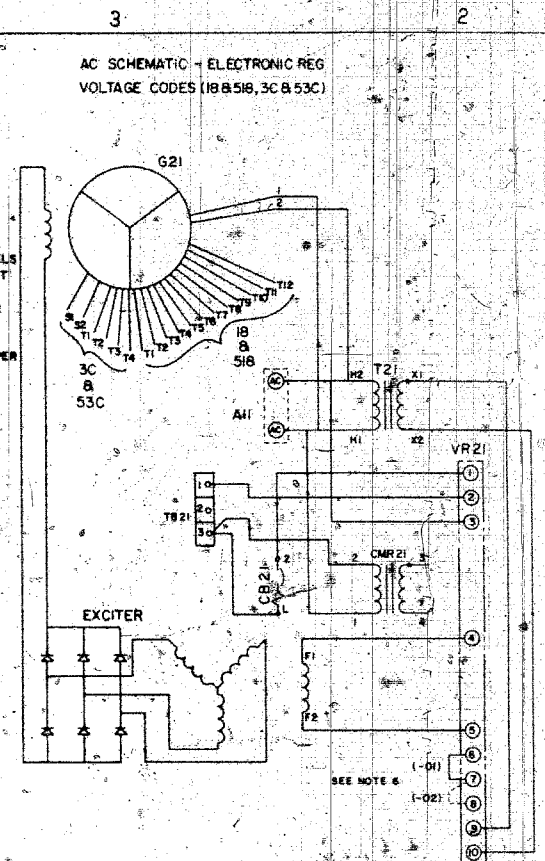 3 2
AC SCHEMATIC - ELECTRONIC REG
VOLTAGE CODES (18 & 518, 3C & 53C)
G21
1
2
ELS
T
PER
S1
S2
T1
T2
T3
T4
T1
T2
T3
T4
T5
T6
T7
T8
T9
T10
T11
T12
3C
&
53C
18
&
518
A11
AC
AC
H2
H1
T21
X1
X2
VR21
1
2
3
TB21
1
2
3
CB21
2
L
CMR21
2
1
3
4
EXCITER
F1
F2
4
5
6
7
8
9
10
(-01)
(-02)
SEE NOTE 6